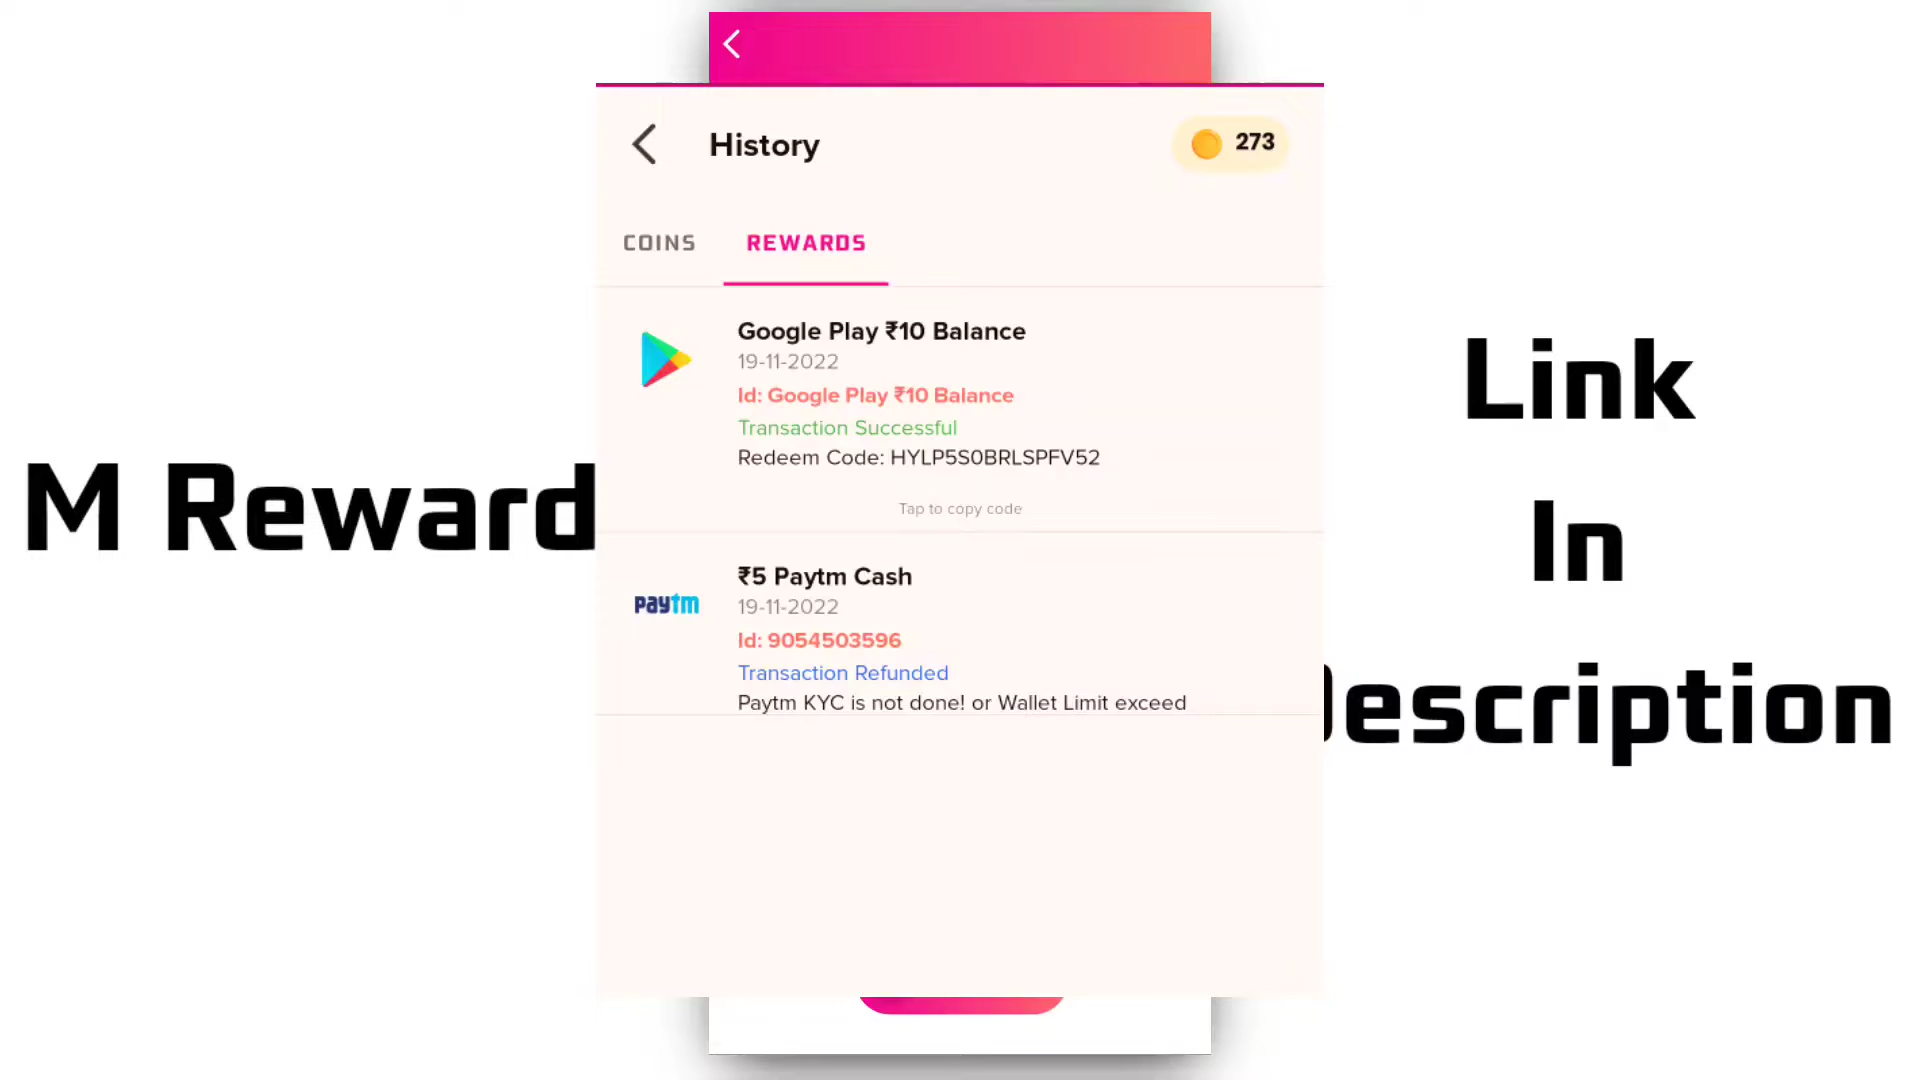 M Reward
History
273
COINS
REWARDS
Google Play ₹10 Balance
19-11-2022
Id: Google Play ₹10 Balance
Transaction Successful
Redeem Code: HYLP5S0BRLSPFV52
Tap to copy code
paytm
₹5 Paytm Cash
19-11-2022
Id: 9054503596
Transaction Refunded
Paytm KYC is not done! or Wallet Limit exceed
Link
In
Description